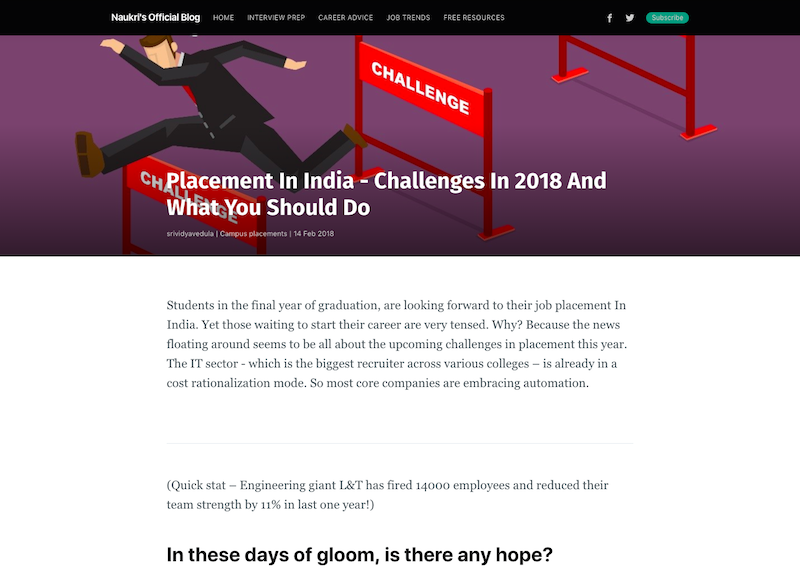 Naukri's Official Blog HOME INTERVIEW PREP CAREER ADVICE JOB TRENDS FREE RESOURCES Subscribe
CHALLENGE
CHALLENGE
Placement In India - Challenges In 2018 And
What You Should Do
srividyavedula | Campus placements | 14 Feb 2018
Students in the final year of graduation, are looking forward to their job placement In
India. Yet those waiting to start their career are very tensed. Why? Because the news
floating around seems to be all about the upcoming challenges in placement this year.
The IT sector - which is the biggest recruiter across various colleges – is already in a
cost rationalization mode. So most core companies are embracing automation.
(Quick stat – Engineering giant L&T has fired 14000 employees and reduced their
team strength by 11% in last one year!)
In these days of gloom, is there any hope?